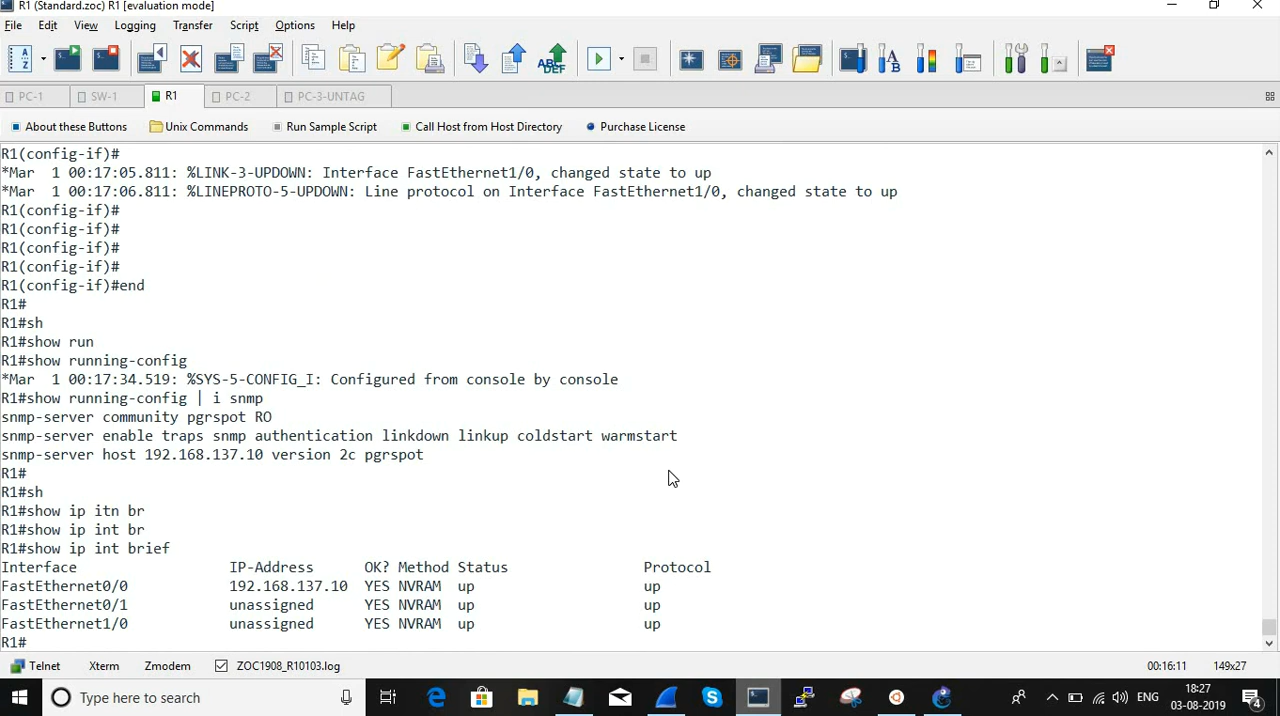 R1 (Standard.zoc) R1 [evaluation mode]
File Edit View Logging Transfer Script Options Help
PC-1 SW-1 R1 PC-2 PC-3-UNTAG
About these Buttons Unix Commands Run Sample Script Call Host from Host Directory Purchase License
R1(config-if)#
*Mar  1 00:17:05.811: %LINK-3-UPDOWN: Interface FastEthernet1/0, changed state to up
*Mar  1 00:17:06.811: %LINEPROTO-5-UPDOWN: Line protocol on Interface FastEthernet1/0, changed state to up
R1(config-if)#
R1(config-if)#
R1(config-if)#
R1(config-if)#
R1(config-if)#end
R1#
R1#sh
R1#show run
R1#show running-config
*Mar  1 00:17:34.519: %SYS-5-CONFIG_I: Configured from console by console
R1#show running-config | i snmp
snmp-server community pgrspot RO
snmp-server enable traps snmp authentication linkdown linkup coldstart warmstart
snmp-server host 192.168.137.10 version 2c pgrspot
R1#
R1#sh
R1#show ip itn br
R1#show ip int br
R1#show ip int brief
Interface IP-Address OK? Method Status Protocol
FastEthernet0/0 192.168.137.10 YES NVRAM up up
FastEthernet0/1 unassigned YES NVRAM up up
FastEthernet1/0 unassigned YES NVRAM up up
R1#
Telnet Xterm Zmodem ZOC1908_R10103.log 00:16:11 149x27
Type here to search ENG 18:27
03-08-2019 4